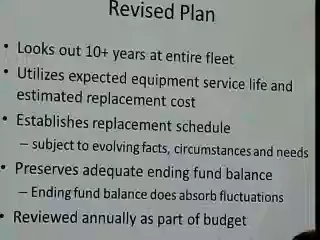 Revised Plan
• Looks out 10+ years at entire fleet
• Utilizes expected equipment service life and
estimated replacement cost
• Establishes replacement schedule
– subject to evolving facts, circumstances and needs
• Preserves adequate ending fund balance
– Ending fund balance does absorb fluctuations
• Reviewed annually as part of budget